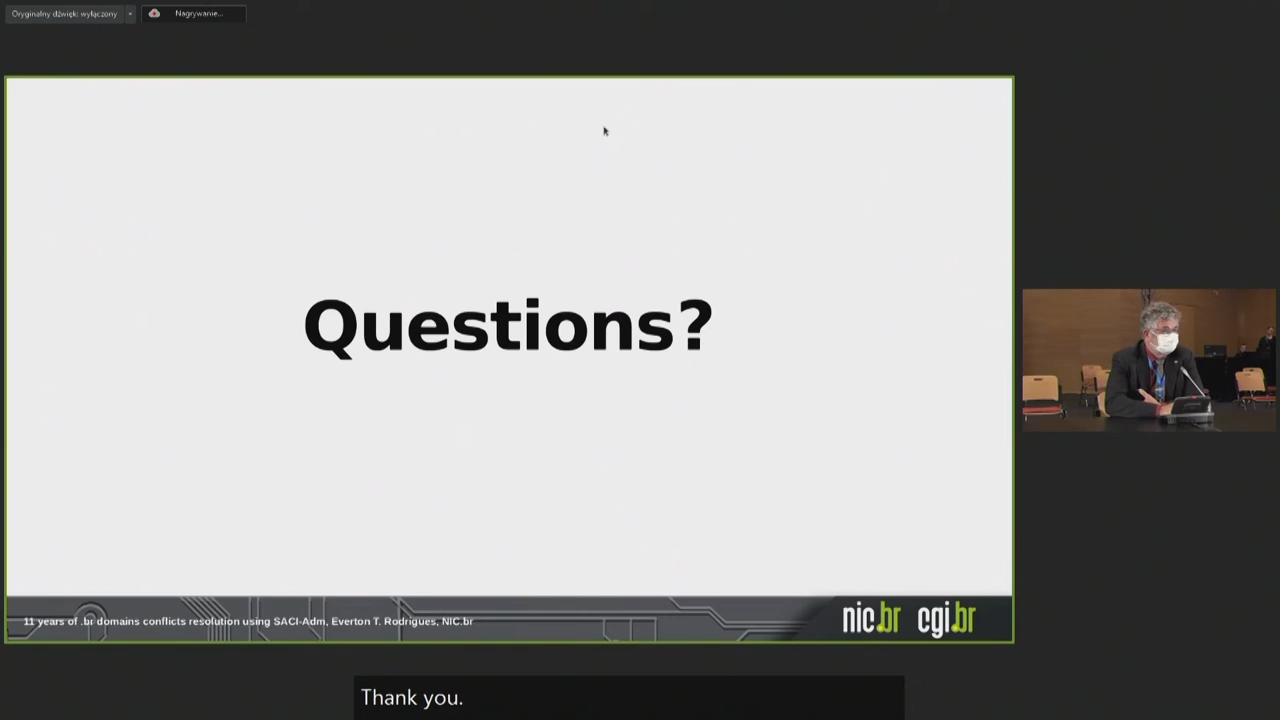 Oryginalny dźwięk: wyłączony
Nagrywanie...
Questions?
11 years of .br domains conflicts resolution using SACI-Adm, Everton T. Rodrigues, NIC.br
nic.br cgi.br
Thank you.